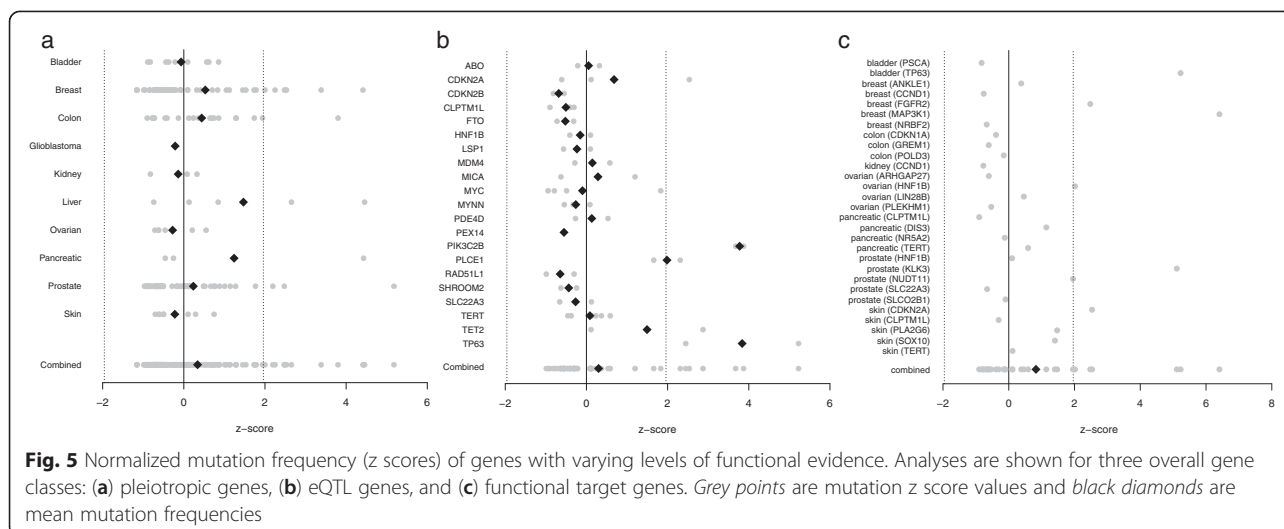 a
Bladder
Breast
Colon
Glioblastoma
Kidney
Liver
Ovarian
Pancreatic
Prostate
Skin
Combined
−2 0 2 4 6
z−score
b
ABO
CDKN2A
CDKN2B
CLPTM1L
FTO
HNF1B
LSP1
MDM4
MICA
MYC
MYNN
PDE4D
PEX14
PIK3C2B
PLCE1
RAD51L1
SHROOM2
SLC22A3
TERT
TET2
TP63
Combined
−2 0 2 4 6
z−score
c
bladder (PSCA)
bladder (TP63)
breast (ANKLE1)
breast (CCND1)
breast (FGFR2)
breast (MAP3K1)
breast (NRBF2)
colon (CDKN1A)
colon (GREM1)
colon (POLD3)
kidney (CCND1)
ovarian (ARHGAP27)
ovarian (HNF1B)
ovarian (LIN28B)
ovarian (PLEKHM1)
pancreatic (CLPTM1L)
pancreatic (DIS3)
pancreatic (NR5A2)
pancreatic (TERT)
prostate (HNF1B)
prostate (KLK3)
prostate (NUDT11)
prostate (SLC22A3)
prostate (SLCO2B1)
skin (CDKN2A)
skin (CLPTM1L)
skin (PLA2G6)
skin (SOX10)
skin (TERT)
combined
−2 0 2 4 6 8
z−score
Fig. 5 Normalized mutation frequency (z scores) of genes with varying levels of functional evidence. Analyses are shown for three overall gene
classes: (a) pleiotropic genes, (b) eQTL genes, and (c) functional target genes. Grey points are mutation z score values and black diamonds are
mean mutation frequencies